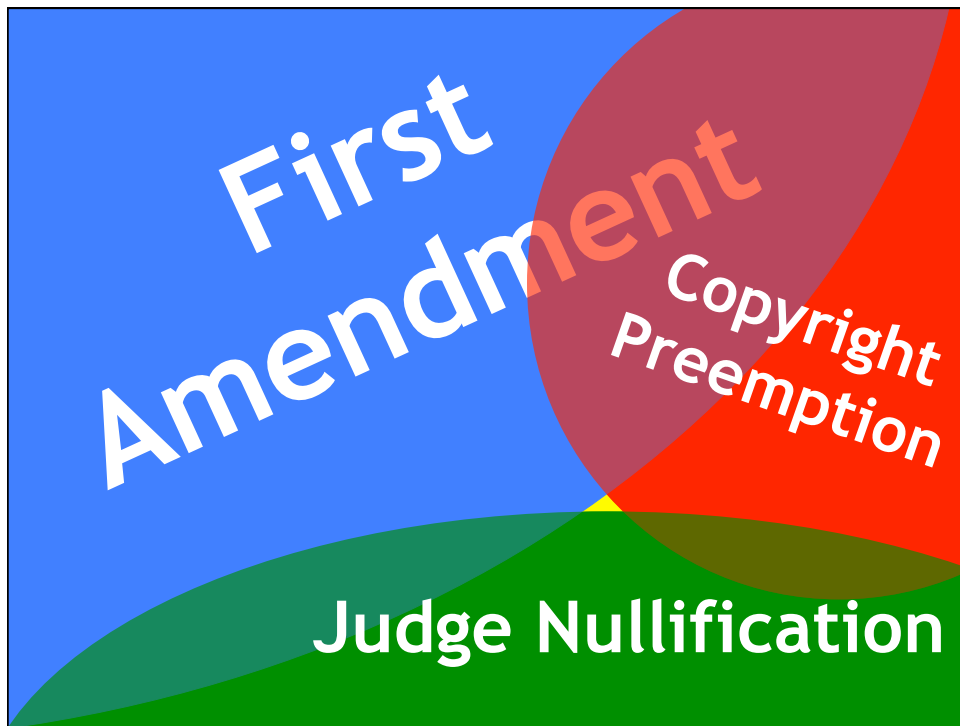 First
Amendment
Copyright
Preemption
Judge Nullification